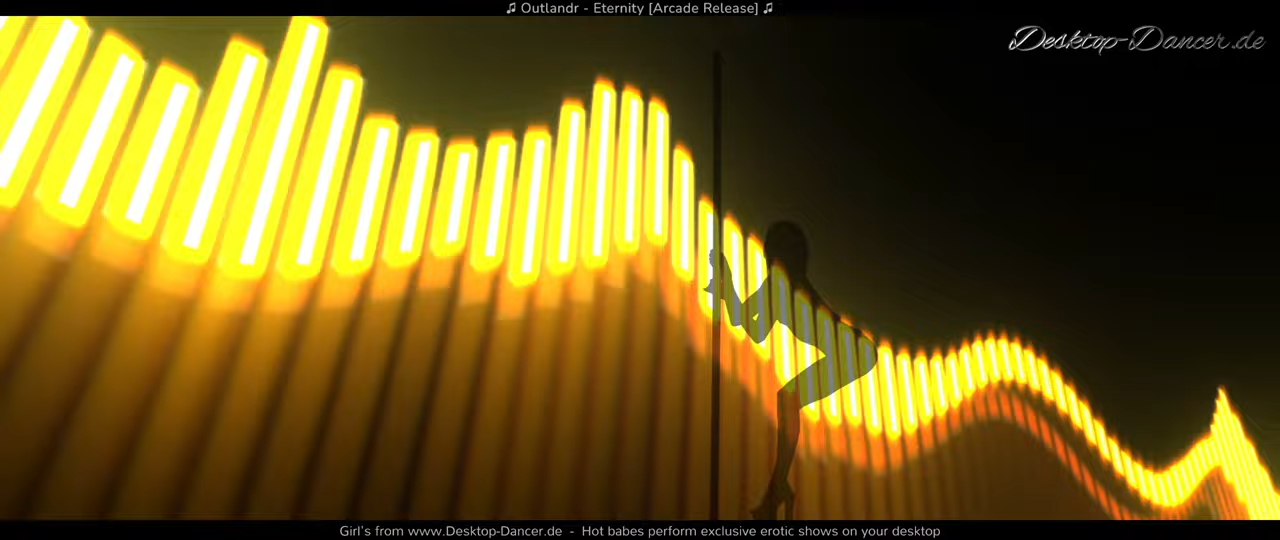 ♫ Outlandr - Eternity [Arcade Release] ♫
Desktop-Dancer.de
Girl's from www.Desktop-Dancer.de - Hot babes perform exclusive erotic shows on your desktop